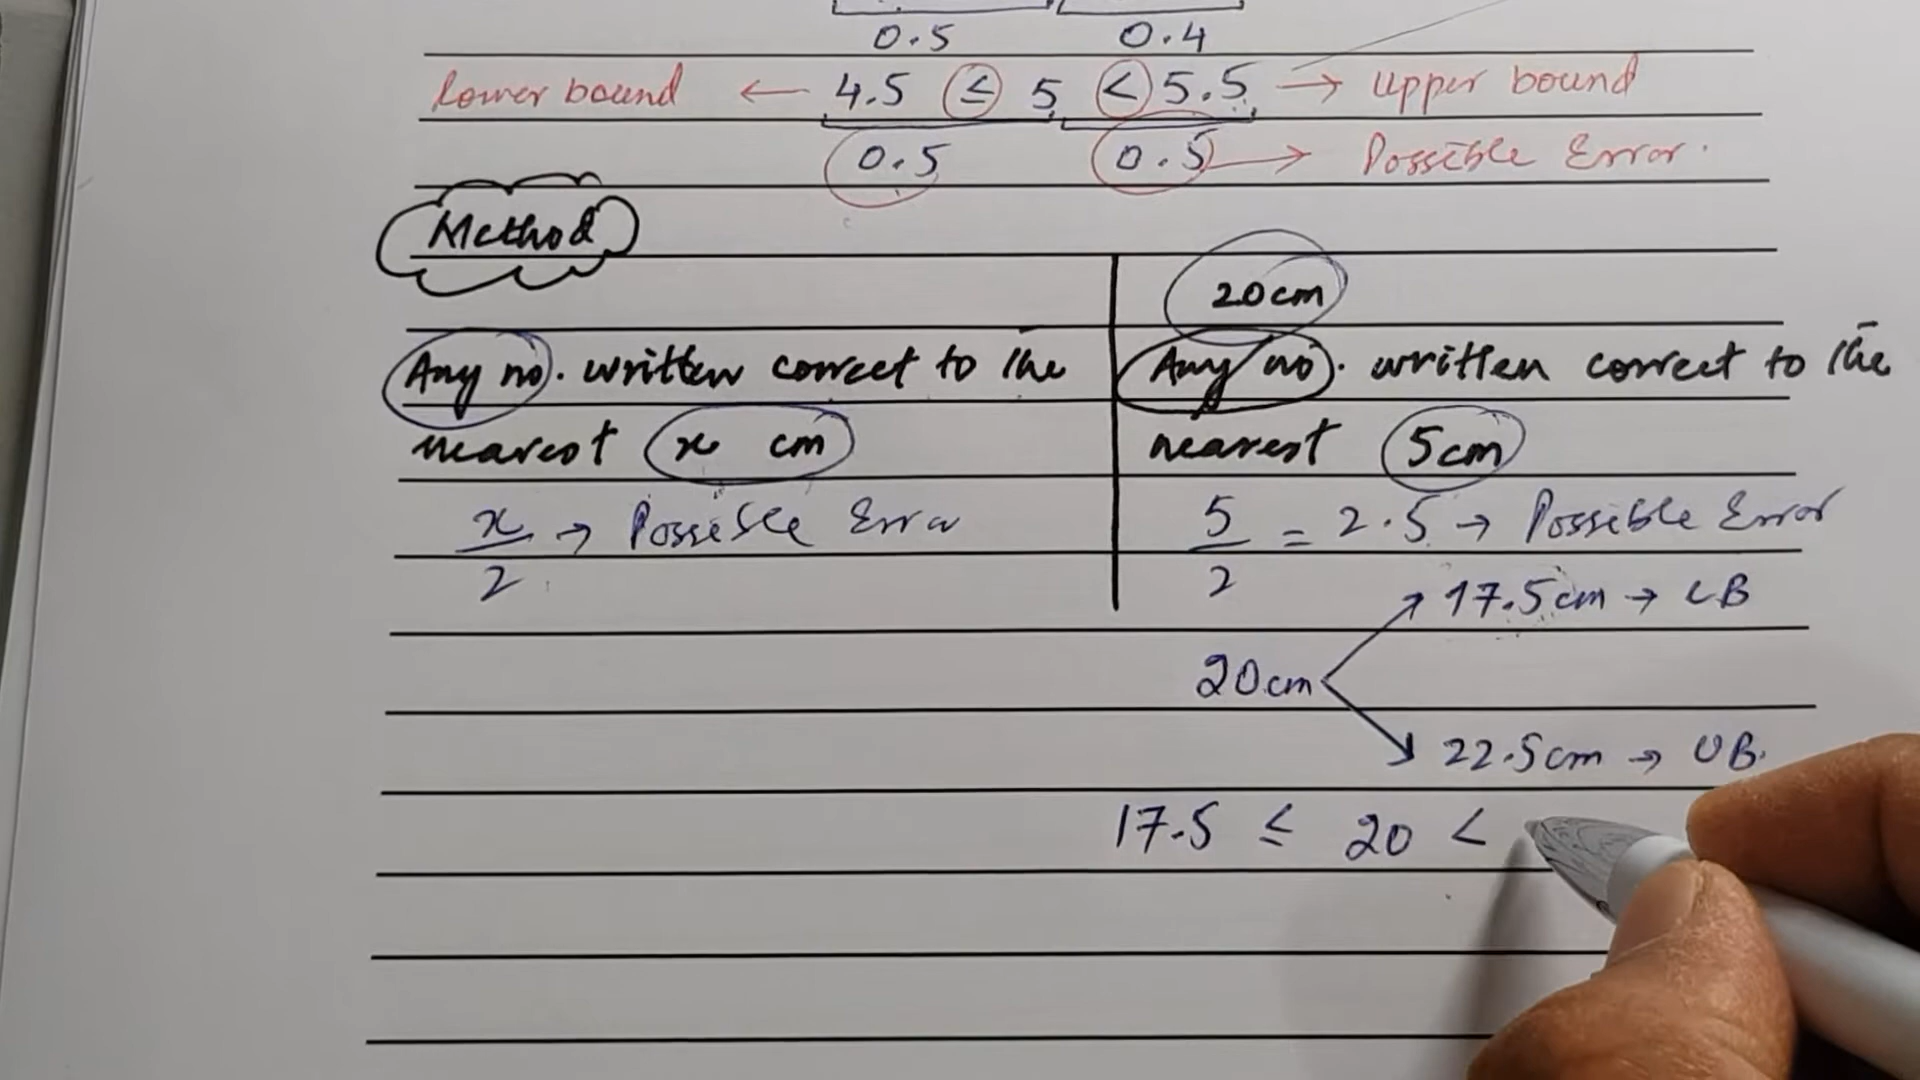 0.5 0.4
Lower bound ← 4.5 ≤ 5 < 5.5 → Upper bound
0.5 0.5 → Possible Error.
Method
20cm
Any no. written correct to the
nearest x cm
x/2 → Possible Error
Any no. written correct to the
nearest 5cm
5/2 = 2.5 → Possible Error
17.5cm → LB
20cm
22.5cm → UB.
17.5 ≤ 20 <